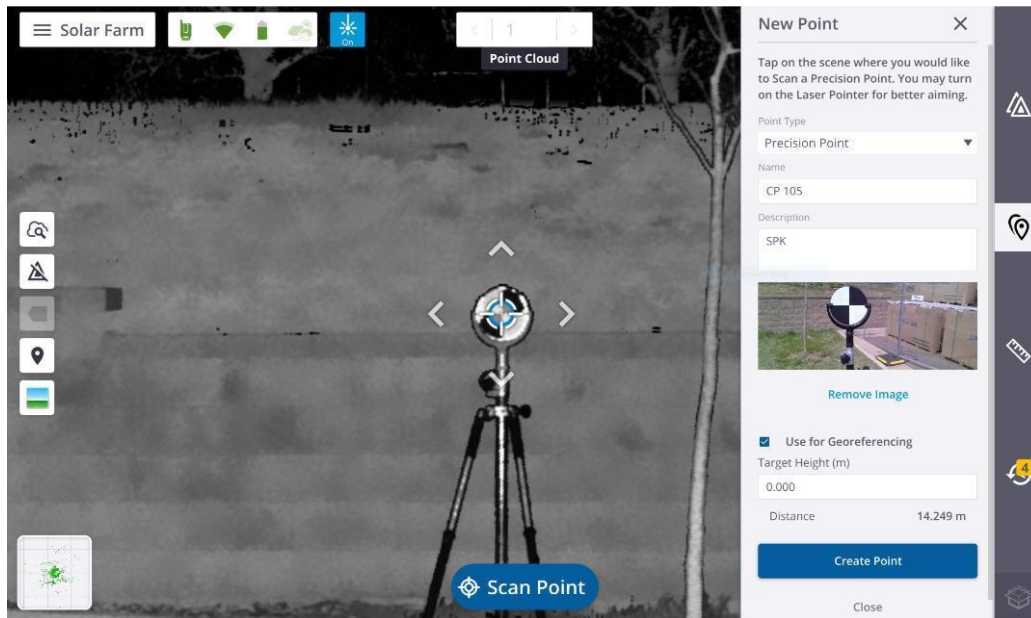 Solar Farm
On
1
Point Cloud
New Point
Tap on the scene where you would like
to Scan a Precision Point. You may turn
on the Laser Pointer for better aiming.
Point Type
Precision Point
Name
CP 105
Description
SPK
Remove Image
Use for Georeferencing
Target Height (m)
0.000
Distance 14.249 m
Create Point
Close
4
Scan Point